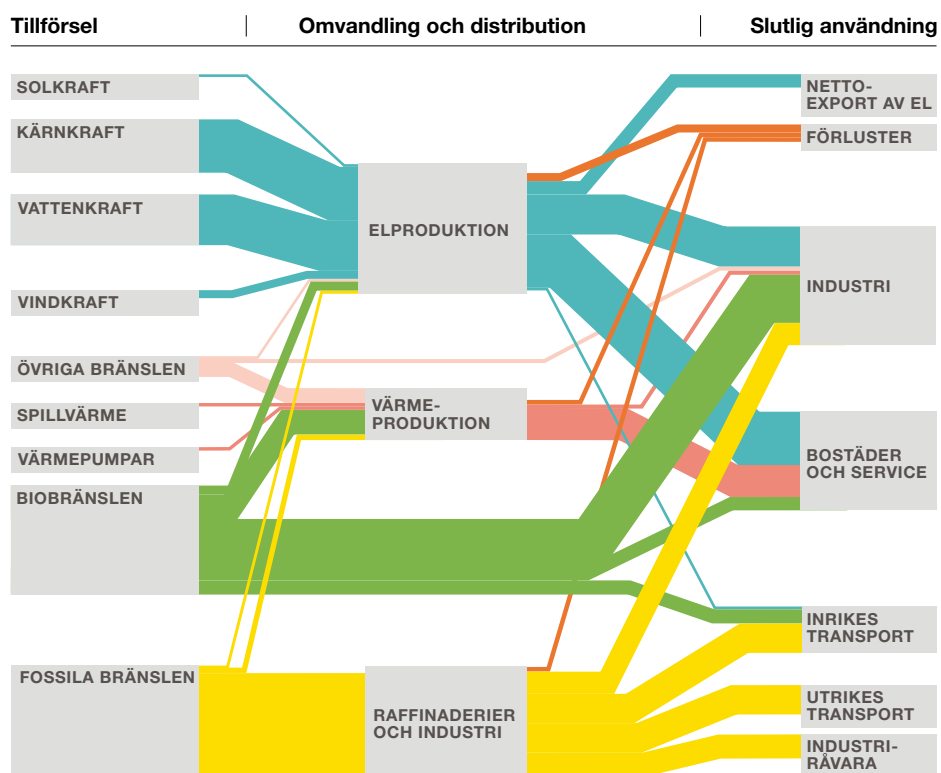 Tillförsel
Omvandling och distribution
Slutlig användning
SOLKRAFT
KÄRNKRAFT
VATTENKRAFT
VINDKRAFT
ÖVRIGA BRÄNSLEN
SPILLVÄRME
VÄRMEPUMPAR
BIOBRÄNSLEN
FOSSILA BRÄNSLEN
ELPRODUKTION
VÄRME-
PRODUKTION
RAFFINADERIER
OCH INDUSTRI
NETTO-
EXPORT AV EL
FÖRLUSTER
INDUSTRI
BOSTÄDER
OCH SERVICE
INRIKES
TRANSPORT
UTRIKES
TRANSPORT
INDUSTRI-
RÅVARA